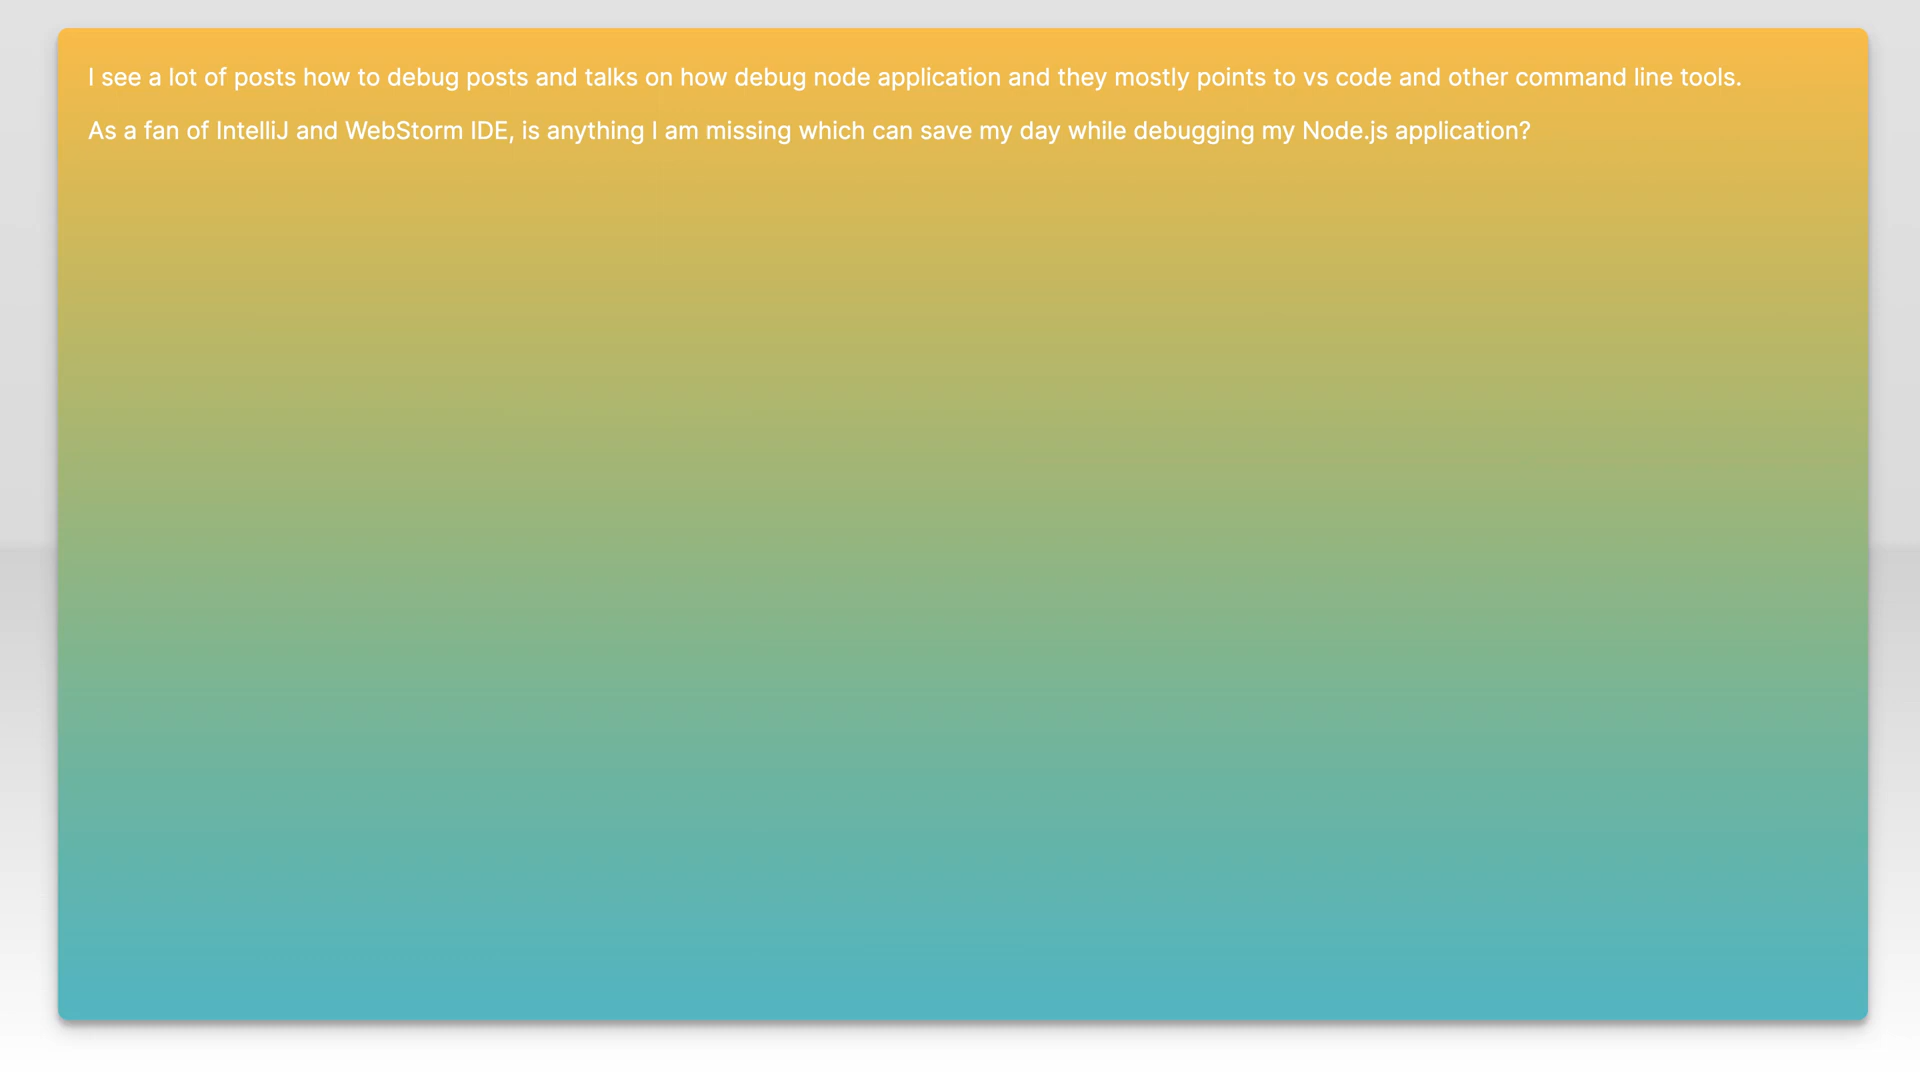 I see a lot of posts how to debug posts and talks on how debug node application and they mostly points to vs code and other command line tools.
As a fan of IntelliJ and WebStorm IDE, is anything I am missing which can save my day while debugging my Node.js application?